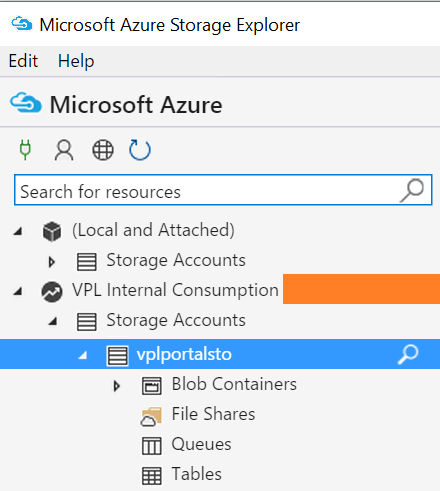 Microsoft Azure Storage Explorer
Edit Help
Microsoft Azure
Search for resources
(Local and Attached)
Storage Accounts
VPL Internal Consumption
Storage Accounts
vplportalsto
Blob Containers
File Shares
Queues
Tables